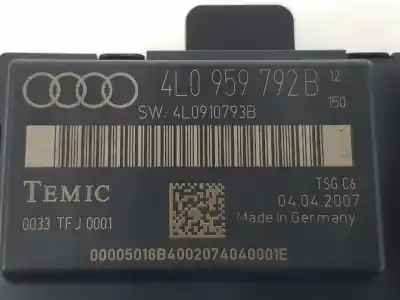 4L0 959 792B 12
150
SW: 4L0910793B
TEMIC
TSG C6
04.04.2007
0033 TFJ 0001
Made in Germany
00005018B4002074040001E